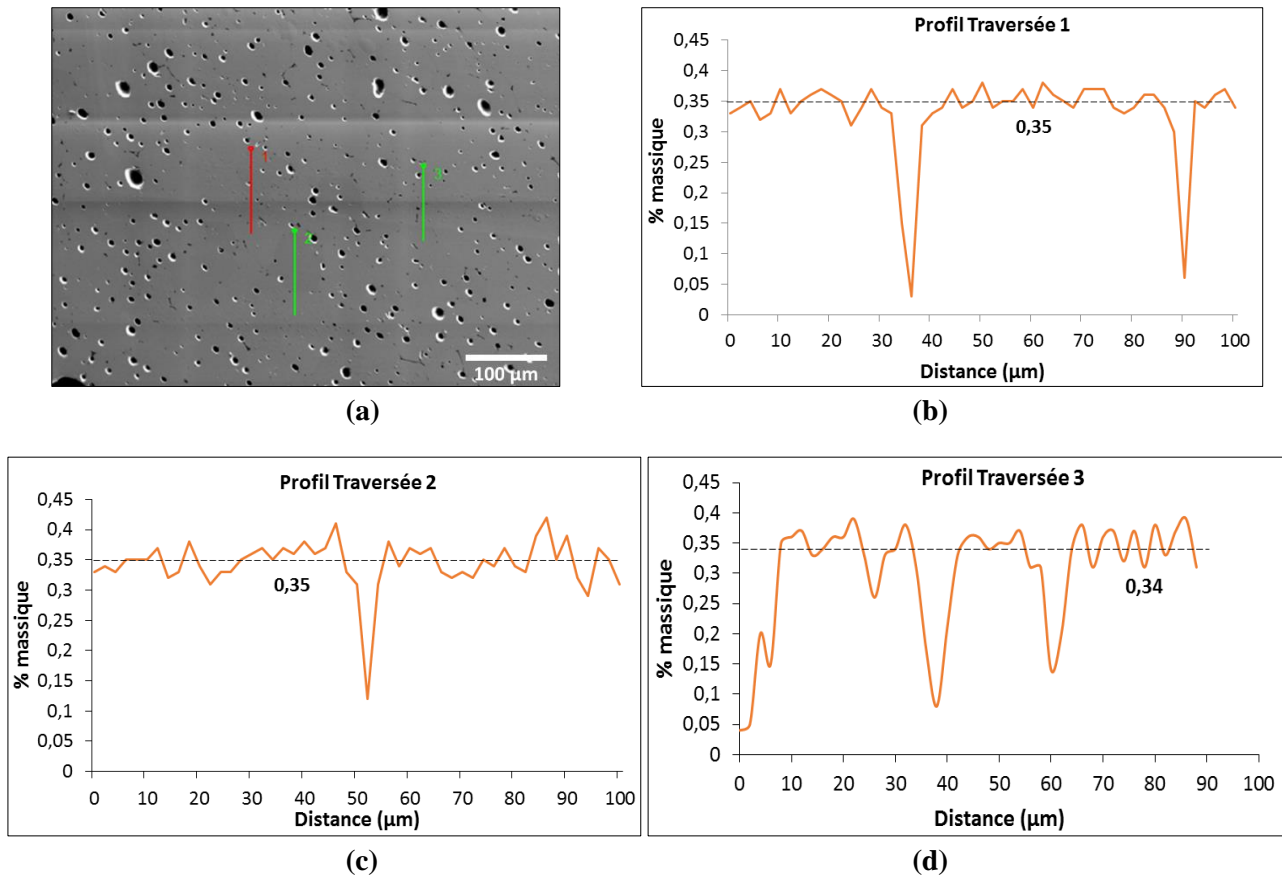 1
3
2
100 µm
(a)
Profil Traversée 1
% massique
0,45
0,4
0,35
0,3
0,25
0,2
0,15
0,1
0,05
0
0,35
0 10 20 30 40 50 60 70 80 90 100
Distance (µm)
(b)
Profil Traversée 2
% massique
0,45
0,4
0,35
0,3
0,25
0,2
0,15
0,1
0,05
0
0,35
0 10 20 30 40 50 60 70 80 90 100
Distance (µm)
(c)
Profil Traversée 3
% massique
0,45
0,4
0,35
0,3
0,25
0,2
0,15
0,1
0,05
0
0,34
0 10 20 30 40 50 60 70 80 90 100
Distance (µm)
(d)